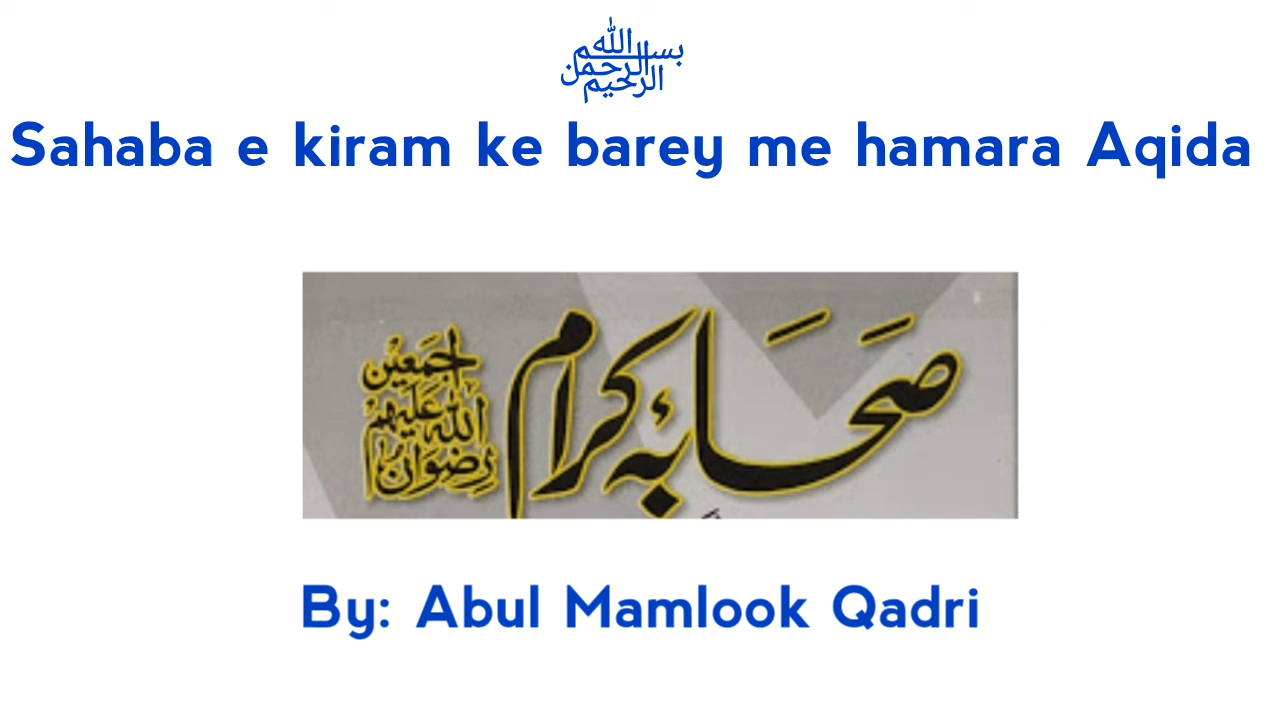 بسم الله الرحمن الرحيم
Sahaba e kiram ke barey me hamara Aqida
صحابۂ کرام رضوان اللہ علیہم اجمعین
By: Abul Mamlook Qadri